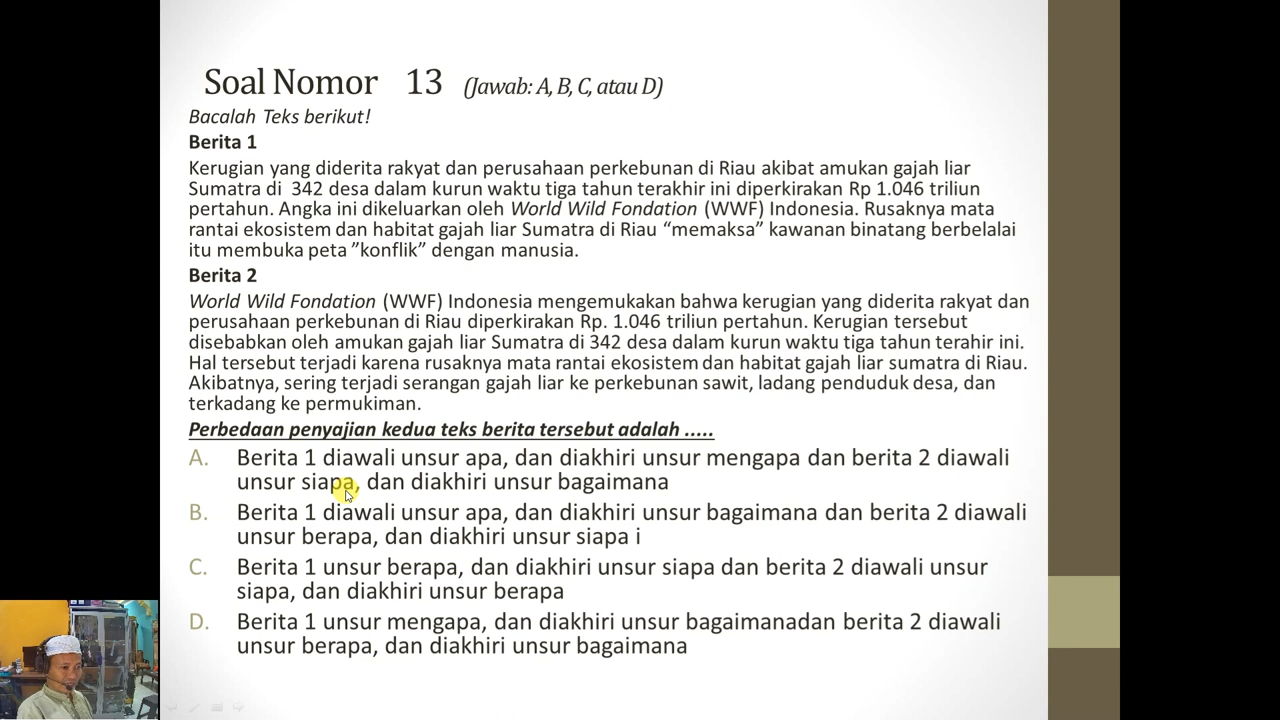 Soal Nomor 13 (Jawab: A, B, C, atau D)
Bacalah Teks berikut!
Berita 1
Kerugian yang diderita rakyat dan perusahaan perkebunan di Riau akibat amukan gajah liar
Sumatra di 342 desa dalam kurun waktu tiga tahun terakhir ini diperkirakan Rp 1.046 triliun
pertahun. Angka ini dikeluarkan oleh World Wild Fondation (WWF) Indonesia. Rusaknya mata
rantai ekosistem dan habitat gajah liar Sumatra di Riau “memaksa” kawanan binatang berbelalai
itu membuka peta ”konflik” dengan manusia.
Berita 2
World Wild Fondation (WWF) Indonesia mengemukakan bahwa kerugian yang diderita rakyat dan
perusahaan perkebunan di Riau diperkirakan Rp. 1.046 triliun pertahun. Kerugian tersebut
disebabkan oleh amukan gajah liar Sumatra di 342 desa dalam kurun waktu tiga tahun terahir ini.
Hal tersebut terjadi karena rusaknya mata rantai ekosistem dan habitat gajah liar sumatra di Riau.
Akibatnya, sering terjadi serangan gajah liar ke perkebunan sawit, ladang penduduk desa, dan
terkadang ke permukiman.
Perbedaan penyajian kedua teks berita tersebut adalah .....
A. Berita 1 diawali unsur apa, dan diakhiri unsur mengapa dan berita 2 diawali
unsur siapa, dan diakhiri unsur bagaimana
B. Berita 1 diawali unsur apa, dan diakhiri unsur bagaimana dan berita 2 diawali
unsur berapa, dan diakhiri unsur siapa i
C. Berita 1 unsur berapa, dan diakhiri unsur siapa dan berita 2 diawali unsur
siapa, dan diakhiri unsur berapa
D. Berita 1 unsur mengapa, dan diakhiri unsur bagaimanadan berita 2 diawali
unsur berapa, dan diakhiri unsur bagaimana